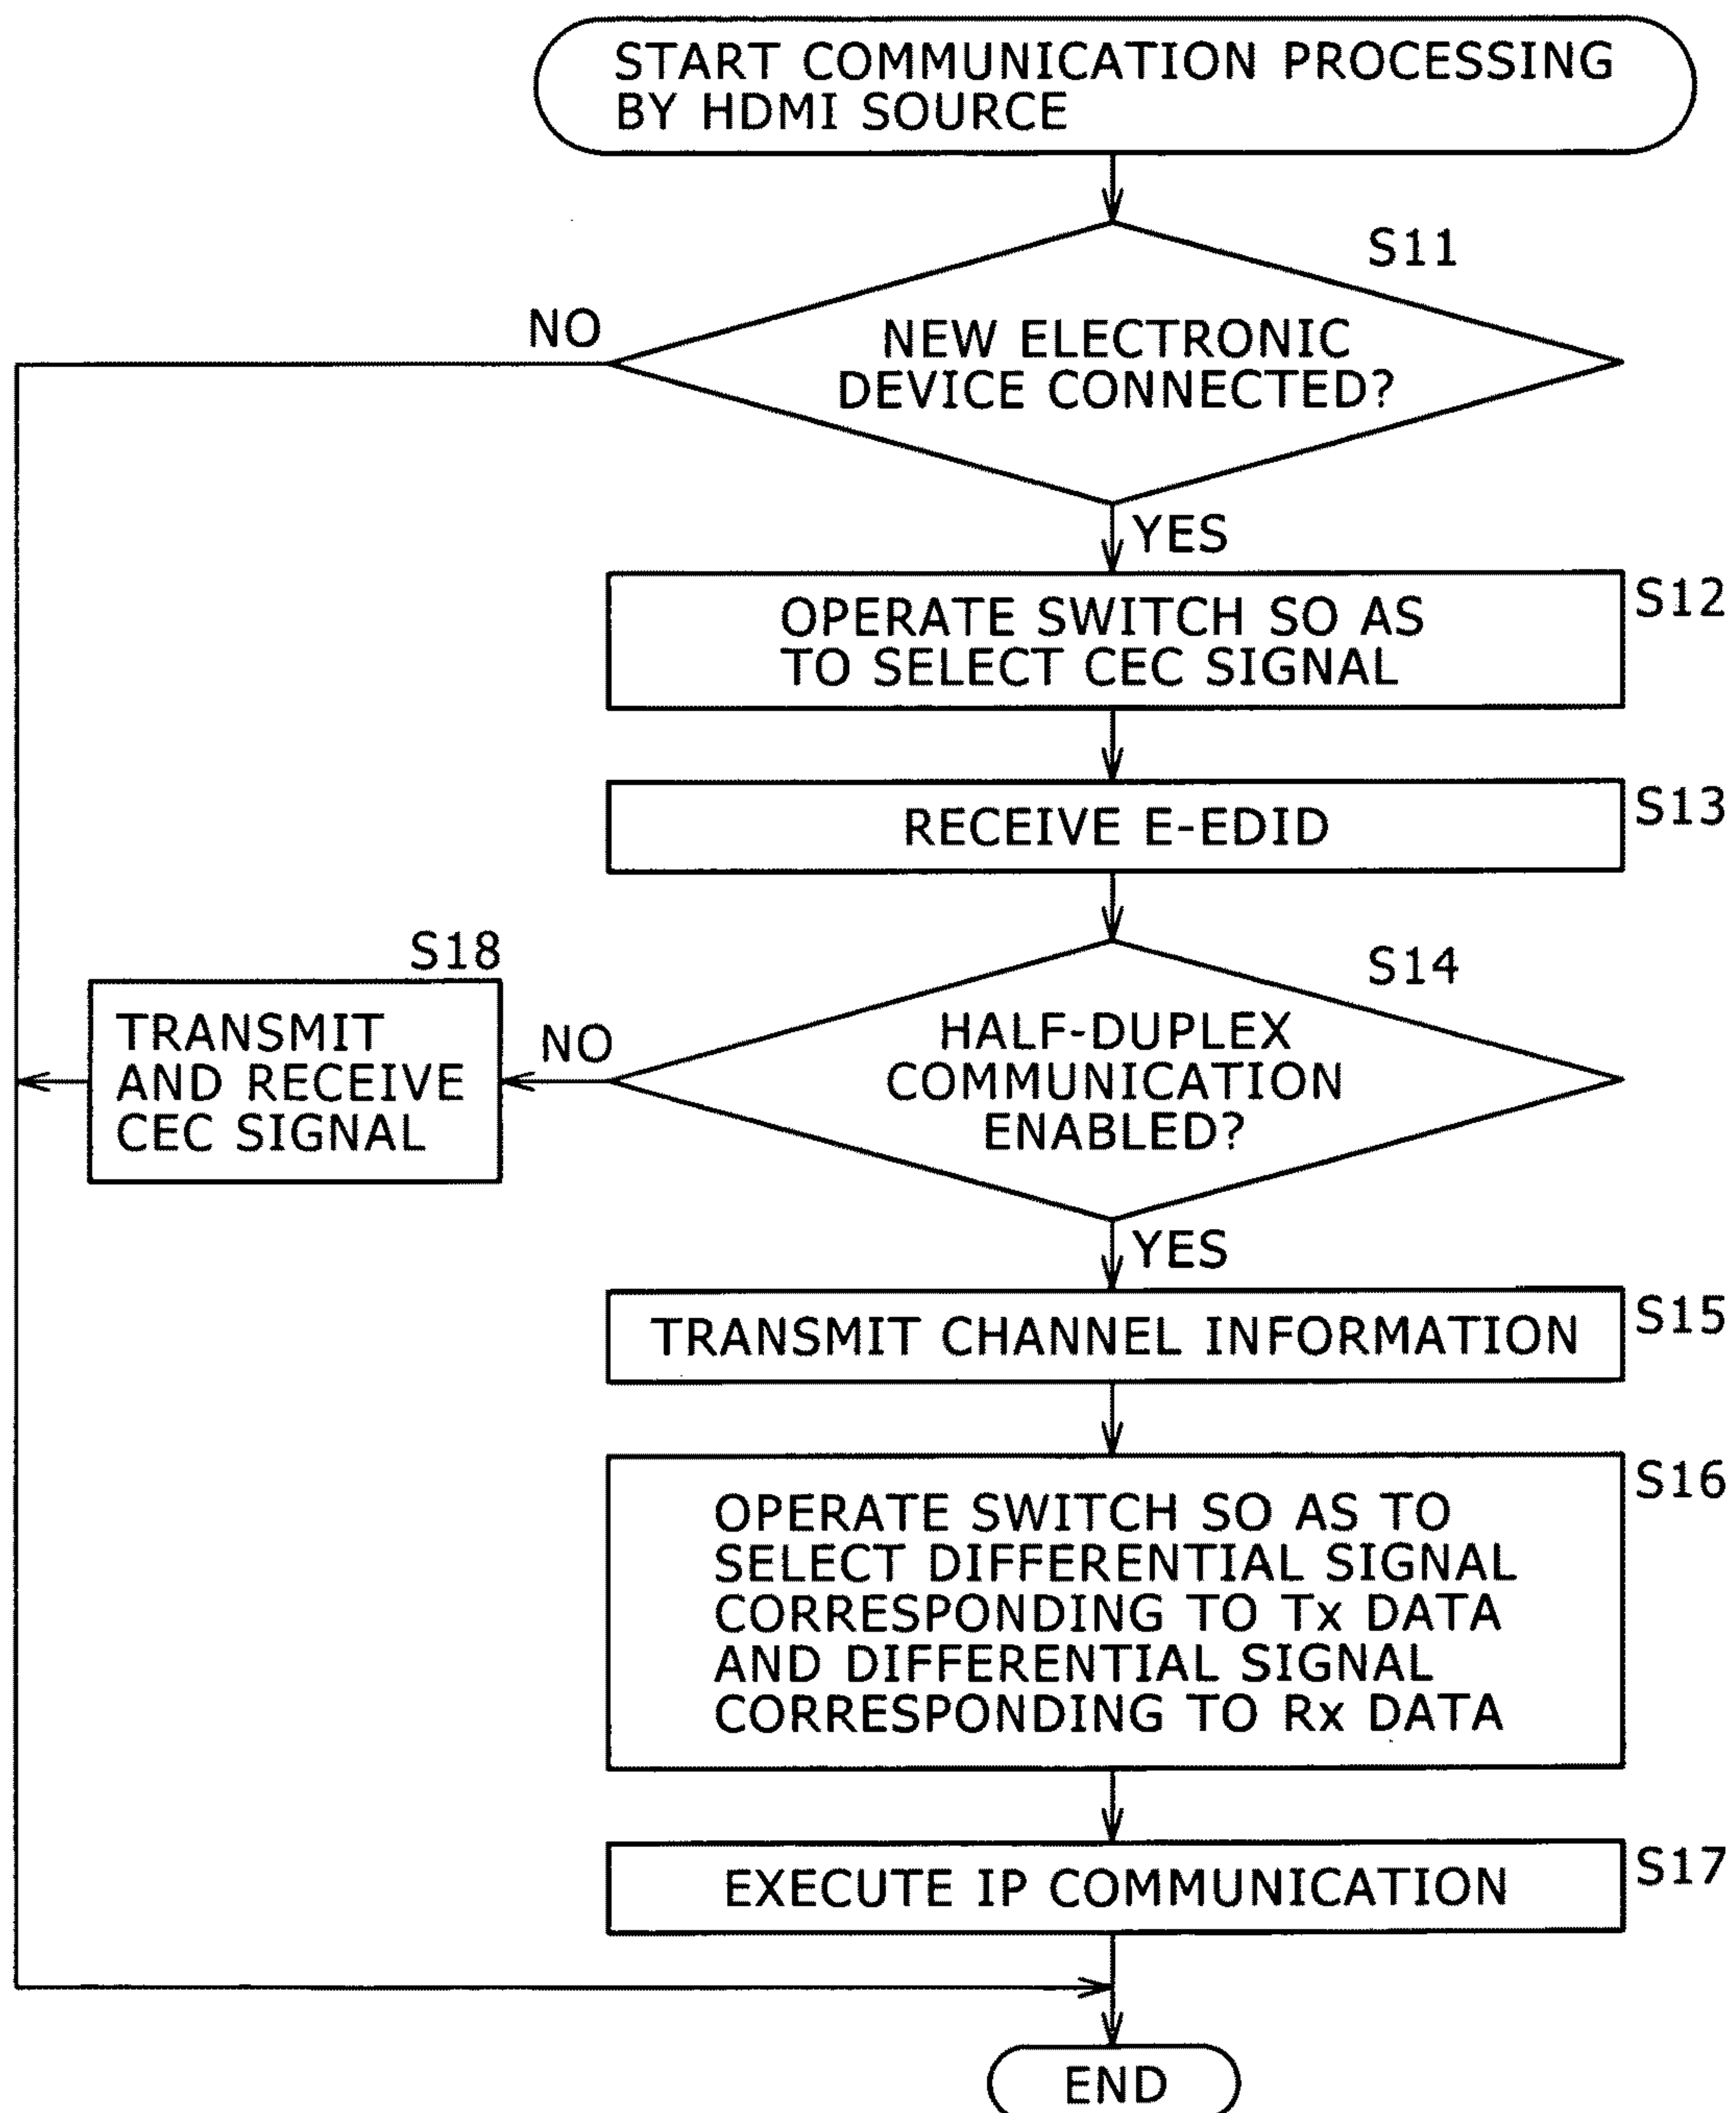 START COMMUNICATION PROCESSING
BY HDMI SOURCE
S11
NO
NEW ELECTRONIC
DEVICE CONNECTED?
YES
S12
OPERATE SWITCH SO AS
TO SELECT CEC SIGNAL
S13
RECEIVE E-EDID
S18
S14
TRANSMIT
AND RECEIVE
CEC SIGNAL
NO
HALF-DUPLEX
COMMUNICATION
ENABLED?
YES
S15
TRANSMIT CHANNEL INFORMATION
S16
OPERATE SWITCH SO AS TO
SELECT DIFFERENTIAL SIGNAL
CORRESPONDING TO Tx DATA
AND DIFFERENTIAL SIGNAL
CORRESPONDING TO Rx DATA
S17
EXECUTE IP COMMUNICATION
END